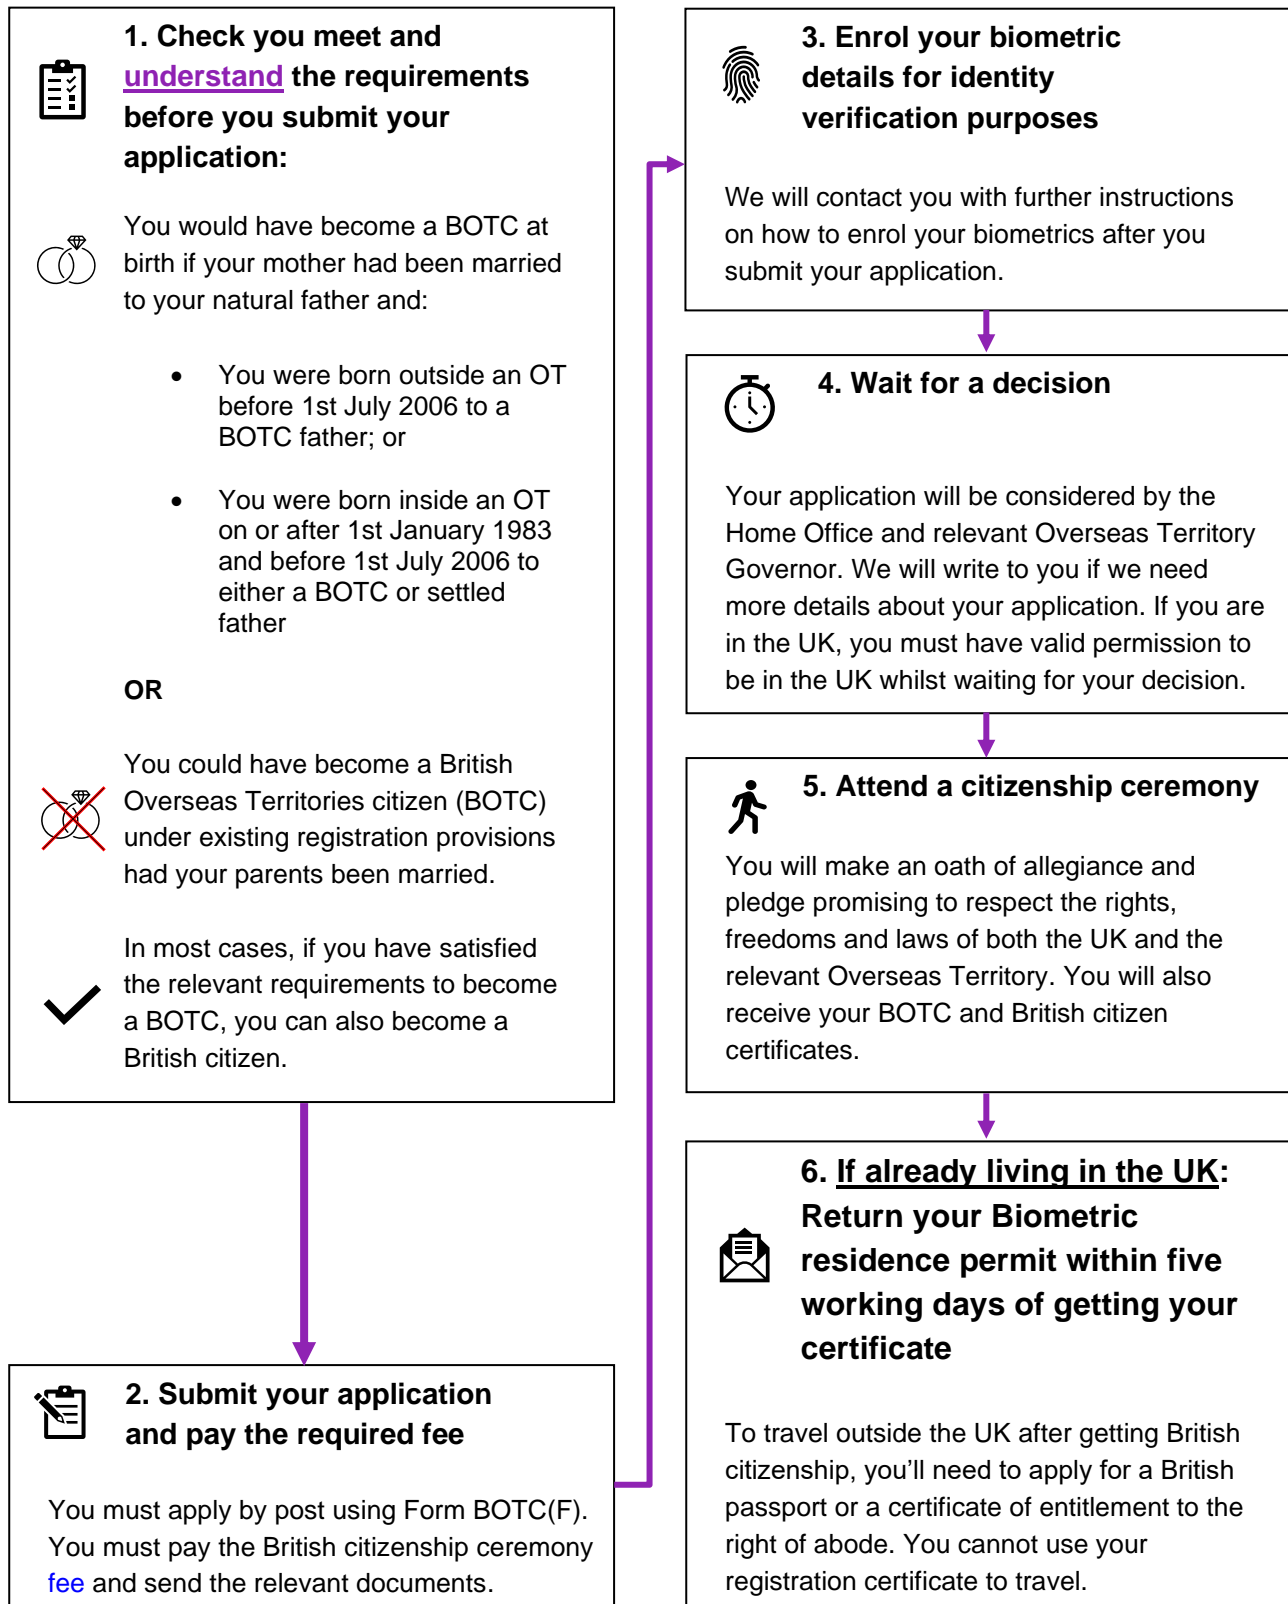 1. Check you meet and
understand the requirements
before you submit your
application:
You would have become a BOTC at
birth if your mother had been married
to your natural father and:
• You were born outside an OT
before 1st July 2006 to a
BOTC father; or
• You were born inside an OT
on or after 1st January 1983
and before 1st July 2006 to
either a BOTC or settled
father
OR
You could have become a British
Overseas Territories citizen (BOTC)
under existing registration provisions
had your parents been married.
In most cases, if you have satisfied
the relevant requirements to become
a BOTC, you can also become a
British citizen.
2. Submit your application
and pay the required fee
You must apply by post using Form BOTC(F).
You must pay the British citizenship ceremony
fee and send the relevant documents.
3. Enrol your biometric
details for identity
verification purposes
We will contact you with further instructions
on how to enrol your biometrics after you
submit your application.
4. Wait for a decision
Your application will be considered by the
Home Office and relevant Overseas Territory
Governor. We will write to you if we need
more details about your application. If you are
in the UK, you must have valid permission to
be in the UK whilst waiting for your decision.
5. Attend a citizenship ceremony
You will make an oath of allegiance and
pledge promising to respect the rights,
freedoms and laws of both the UK and the
relevant Overseas Territory. You will also
receive your BOTC and British citizen
certificates.
6. If already living in the UK:
Return your Biometric
residence permit within five
working days of getting your
certificate
To travel outside the UK after getting British
citizenship, you’ll need to apply for a British
passport or a certificate of entitlement to the
right of abode. You cannot use your
registration certificate to travel.